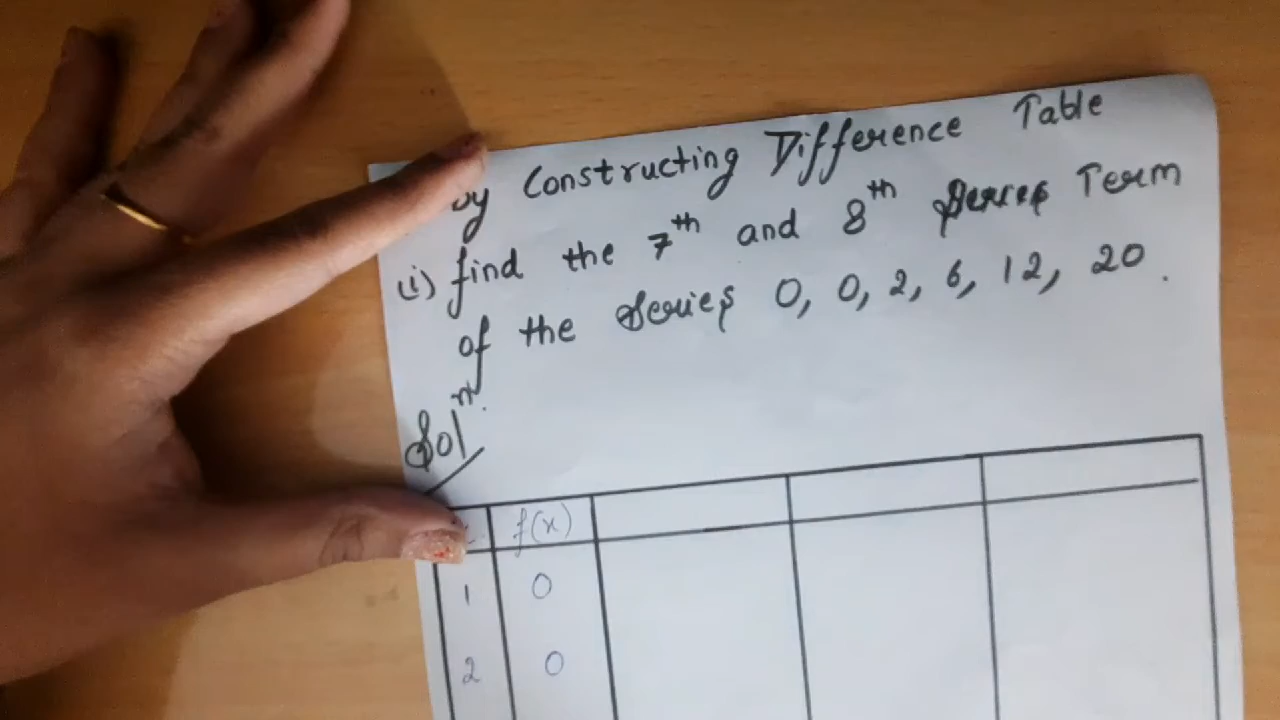 by Constructing Difference Table
(i) find the 7th and 8th Series Term
of the Series 0, 0, 2, 6, 12, 20.
Soln.
f(x)
1 0
2 0